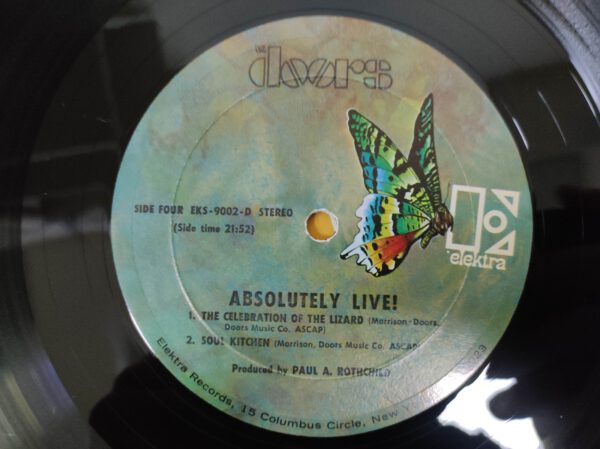 THE
doors
SIDE FOUR EKS-9002-D STEREO
(Side time 21:52)
elektra
ABSOLUTELY LIVE!
1. THE CELEBRATION OF THE LIZARD (Morrison-Doors,
Doors Music Co. ASCAP)
2. SOUL KITCHEN (Morrison, Doors Music Co. ASCAP)
Produced by PAUL A. ROTHCHILD
Elektra Records, 15 Columbus Circle, New 23